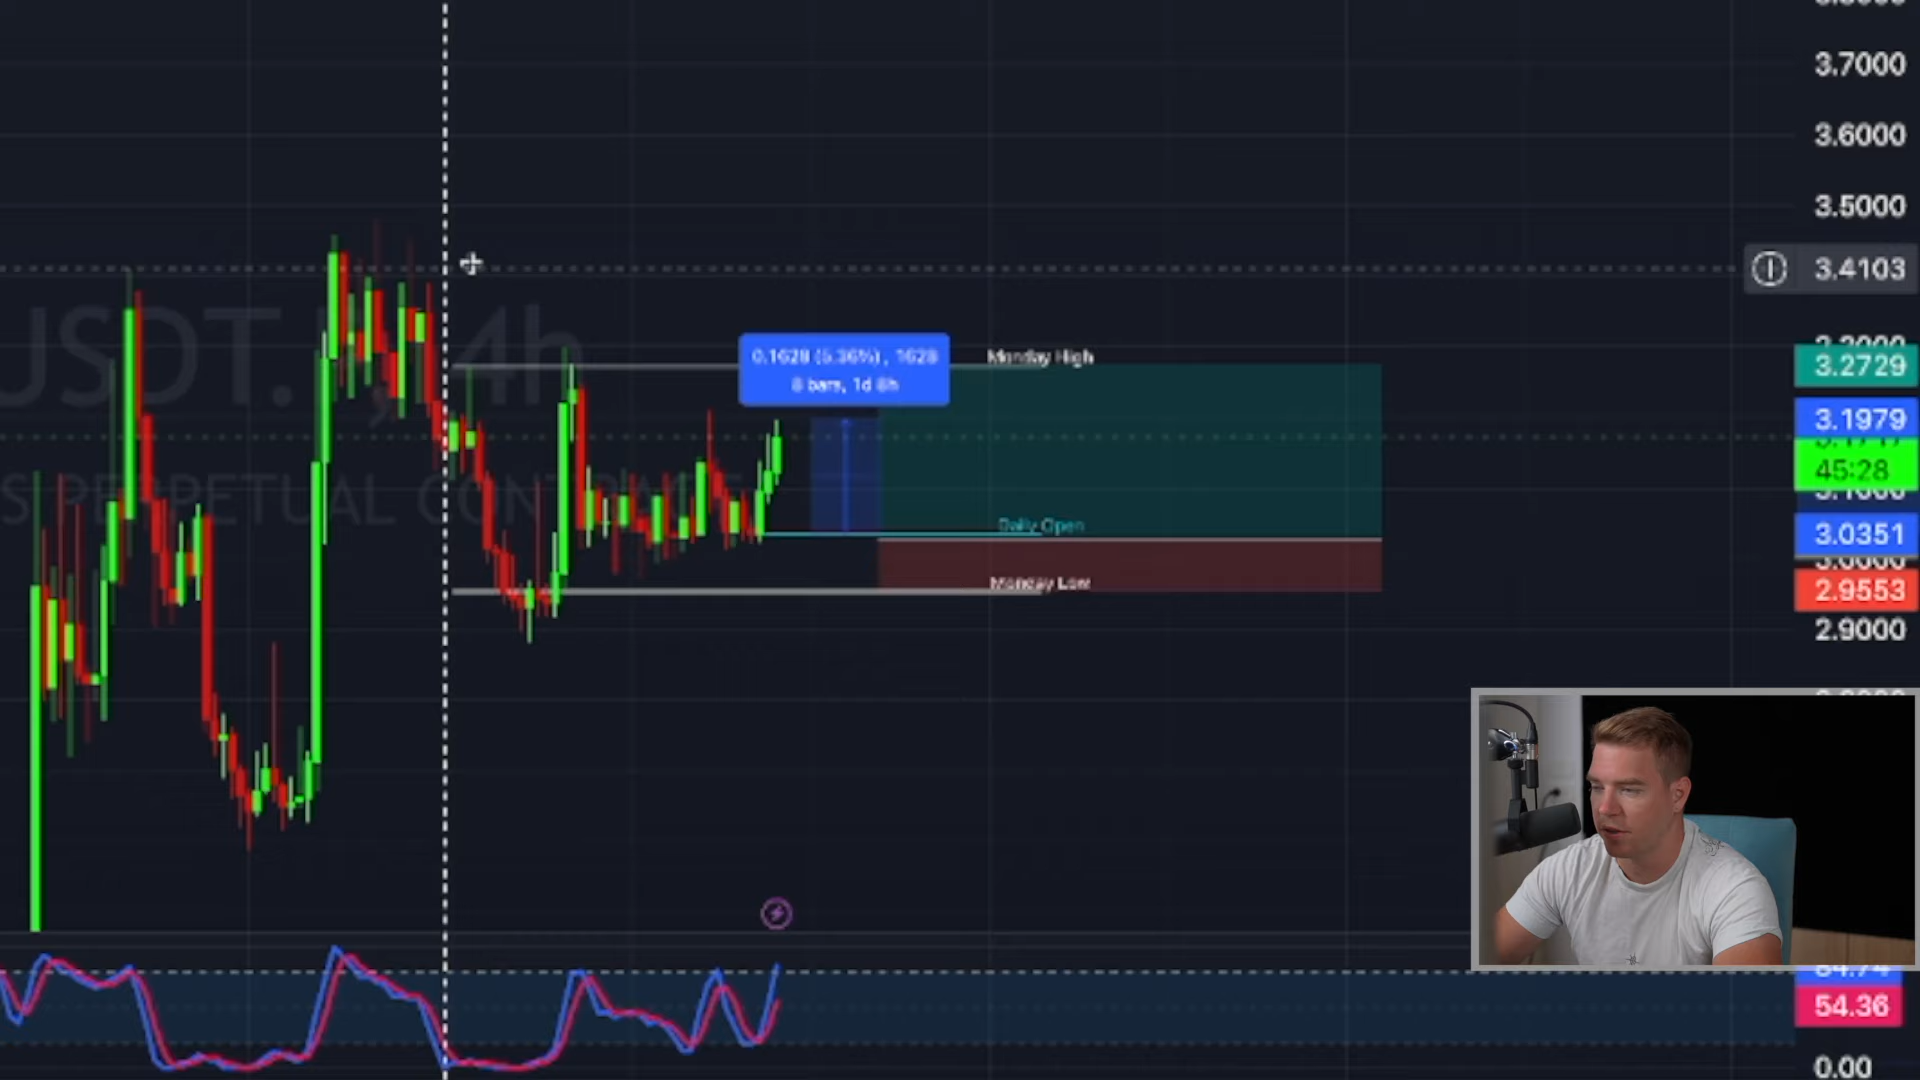 3.7000
3.6000
3.5000
3.4103
USDT.P, 4h
0.1628 (5.36%), 1628
8 bars, 1d 8h
Monday High
3.2729
3.1979
45:28
S PERPETUAL CONTRACT
Daily Open
3.0351
Monday Low
2.9553
2.9000
54.36
0.00